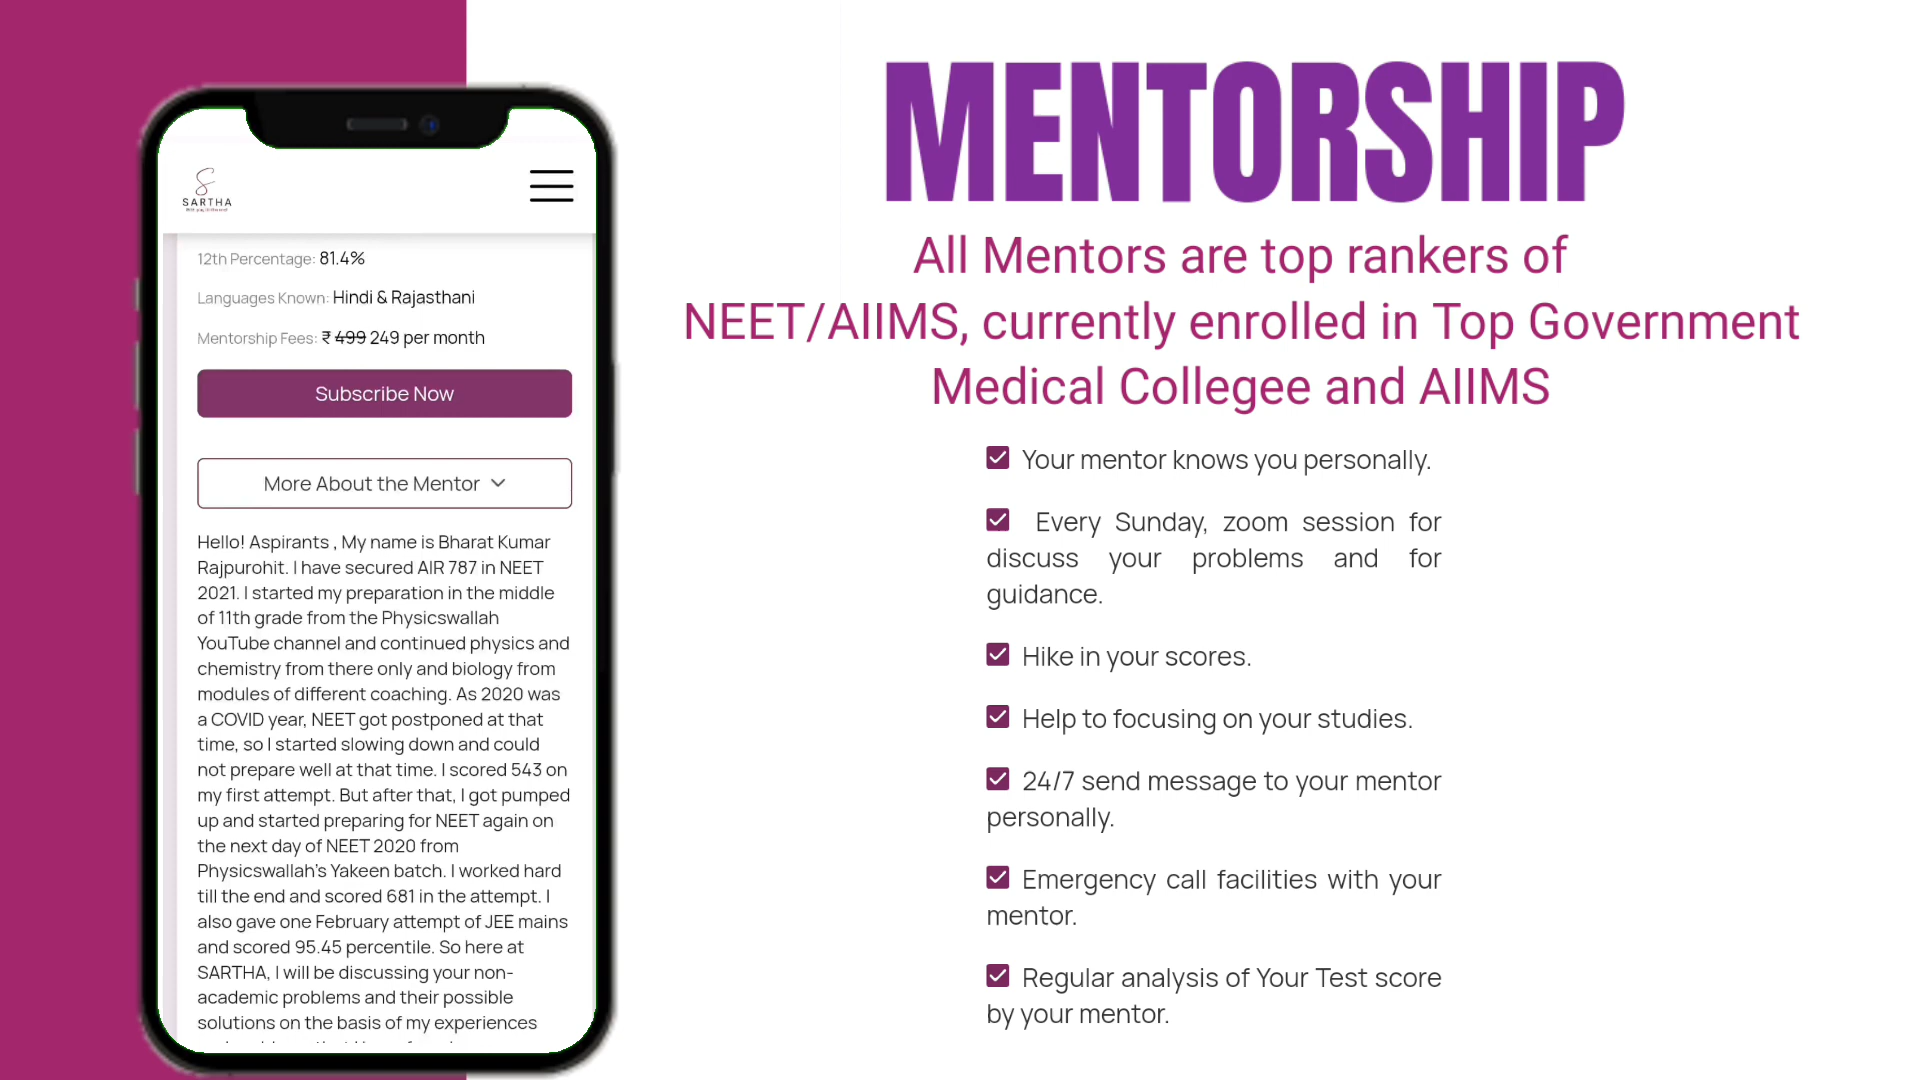 SARTHA
12th Percentage: 81.4%
Languages Known: Hindi & Rajasthani
Mentorship Fees: ₹ 499 249 per month
Subscribe Now
More About the Mentor
Hello! Aspirants , My name is Bharat Kumar
Rajpurohit. I have secured AIR 787 in NEET
2021. I started my preparation in the middle
of 11th grade from the Physicswallah
YouTube channel and continued physics and
chemistry from there only and biology from
modules of different coaching. As 2020 was
a COVID year, NEET got postponed at that
time, so I started slowing down and could
not prepare well at that time. I scored 543 on
my first attempt. But after that, I got pumped
up and started preparing for NEET again on
the next day of NEET 2020 from
Physicswallah's Yakeen batch. I worked hard
till the end and scored 681 in the attempt. I
also gave one February attempt of JEE mains
and scored 95.45 percentile. So here at
SARTHA, I will be discussing your non-
academic problems and their possible
solutions on the basis of my experiences
MENTORSHIP
All Mentors are top rankers of
NEET/AIIMS, currently enrolled in Top Government
Medical Collegee and AIIMS
Your mentor knows you personally.
Every Sunday, zoom session for
discuss your problems and for
guidance.
Hike in your scores.
Help to focusing on your studies.
24/7 send message to your mentor
personally.
Emergency call facilities with your
mentor.
Regular analysis of Your Test score
by your mentor.